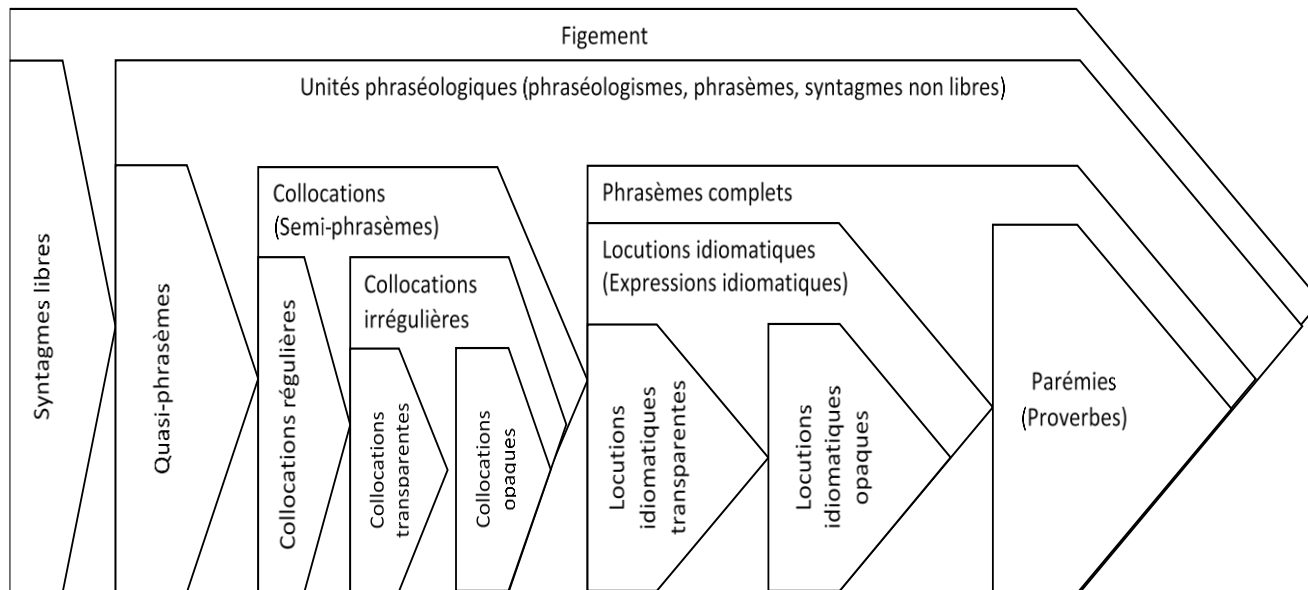 Figement
Unités phraséologiques (phraséologismes, phrasèmes, syntagmes non libres)
Syntagmes libres
Quasi-phrasèmes
Collocations
(Semi-phrasèmes)
Collocations régulières
Collocations
irrégulières
Collocations
transparentes
Collocations
opaques
Phrasèmes complets
Locutions idiomatiques
(Expressions idiomatiques)
Locutions
idiomatiques
transparentes
Locutions
idiomatiques
opaques
Parémies
(Proverbes)